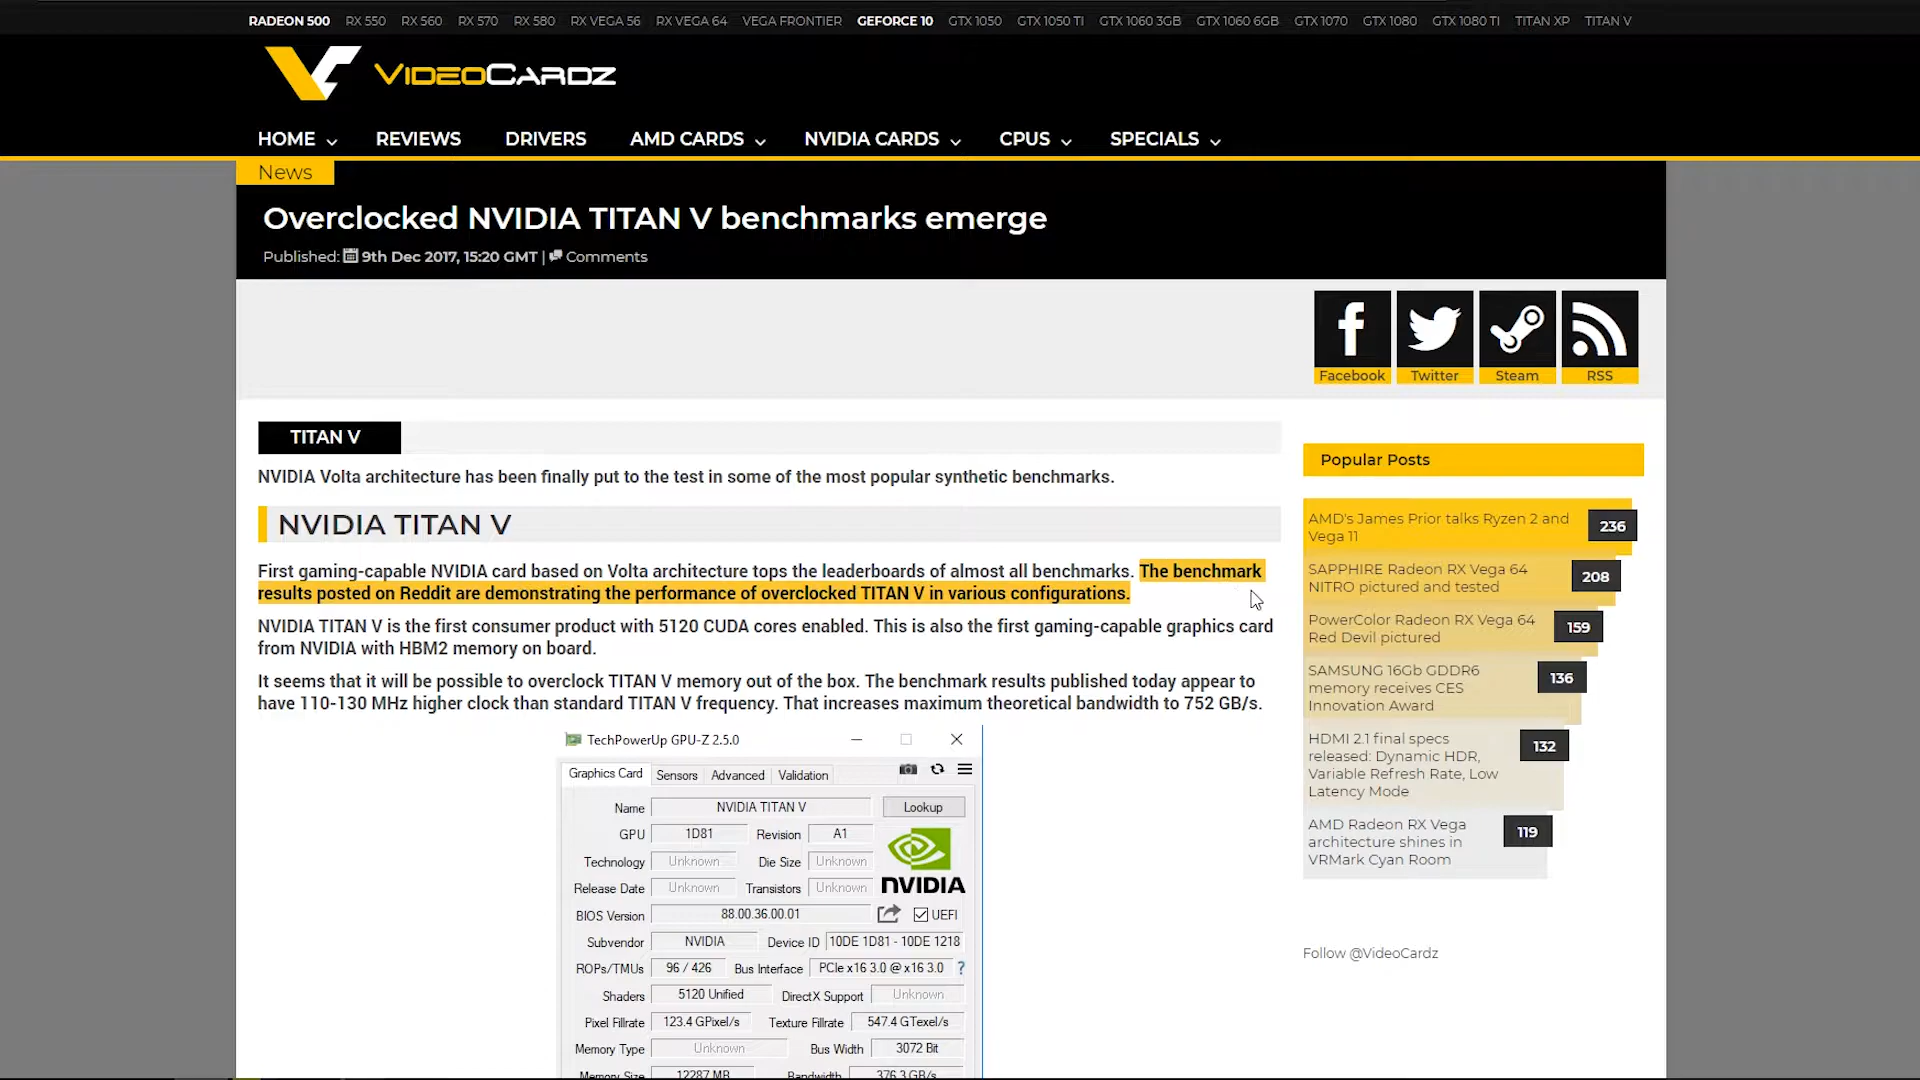 RADEON 500 RX 550 RX 560 RX 570 RX 580 RX VEGA 56 RX VEGA 64 VEGA FRONTIER GEFORCE 10 GTX 1050 GTX 1050 TI GTX 1060 3GB GTX 1060 6GB GTX 1070 GTX 1080 GTX 1080 TI TITAN XP TITAN V
VIDEOCARDZ
HOME REVIEWS DRIVERS AMD CARDS NVIDIA CARDS CPUS SPECIALS
News
Overclocked NVIDIA TITAN V benchmarks emerge
Published: 9th Dec 2017, 15:20 GMT | Comments
Facebook Twitter Steam RSS
TITAN V
NVIDIA Volta architecture has been finally put to the test in some of the most popular synthetic benchmarks.
NVIDIA TITAN V
First gaming-capable NVIDIA card based on Volta architecture tops the leaderboards of almost all benchmarks. The benchmark
results posted on Reddit are demonstrating the performance of overclocked TITAN V in various configurations.
NVIDIA TITAN V is the first consumer product with 5120 CUDA cores enabled. This is also the first gaming-capable graphics card
from NVIDIA with HBM2 memory on board.
It seems that it will be possible to overclock TITAN V memory out of the box. The benchmark results published today appear to
have 110-130 MHz higher clock than standard TITAN V frequency. That increases maximum theoretical bandwidth to 752 GB/s.
TechPowerUp GPU-Z 2.5.0
Graphics Card Sensors Advanced Validation
Name NVIDIA TITAN V Lookup
GPU 1D81 Revision A1
Technology Unknown Die Size Unknown
Release Date Unknown Transistors Unknown
NVIDIA
BIOS Version 88.00.36.00.01 UEFI
Subvendor NVIDIA Device ID 10DE 1D81 - 10DE 1218
ROPs/TMUs 96 / 426 Bus Interface PCIe x16 3.0 @ x16 3.0 ?
Shaders 5120 Unified DirectX Support Unknown
Pixel Fillrate 123.4 GPixel/s Texture Fillrate 547.4 GTexel/s
Memory Type Unknown Bus Width 3072 Bit
Memory Size 12287 MB Bandwidth 376.3 GB/s
Popular Posts
AMD's James Prior talks Ryzen 2 and
Vega 11
236
SAPPHIRE Radeon RX Vega 64
NITRO pictured and tested
208
PowerColor Radeon RX Vega 64
Red Devil pictured
159
SAMSUNG 16Gb GDDR6
memory receives CES
Innovation Award
136
HDMI 2.1 final specs
released: Dynamic HDR,
Variable Refresh Rate, Low
Latency Mode
132
AMD Radeon RX Vega
architecture shines in
VRMark Cyan Room
119
Follow @VideoCardz